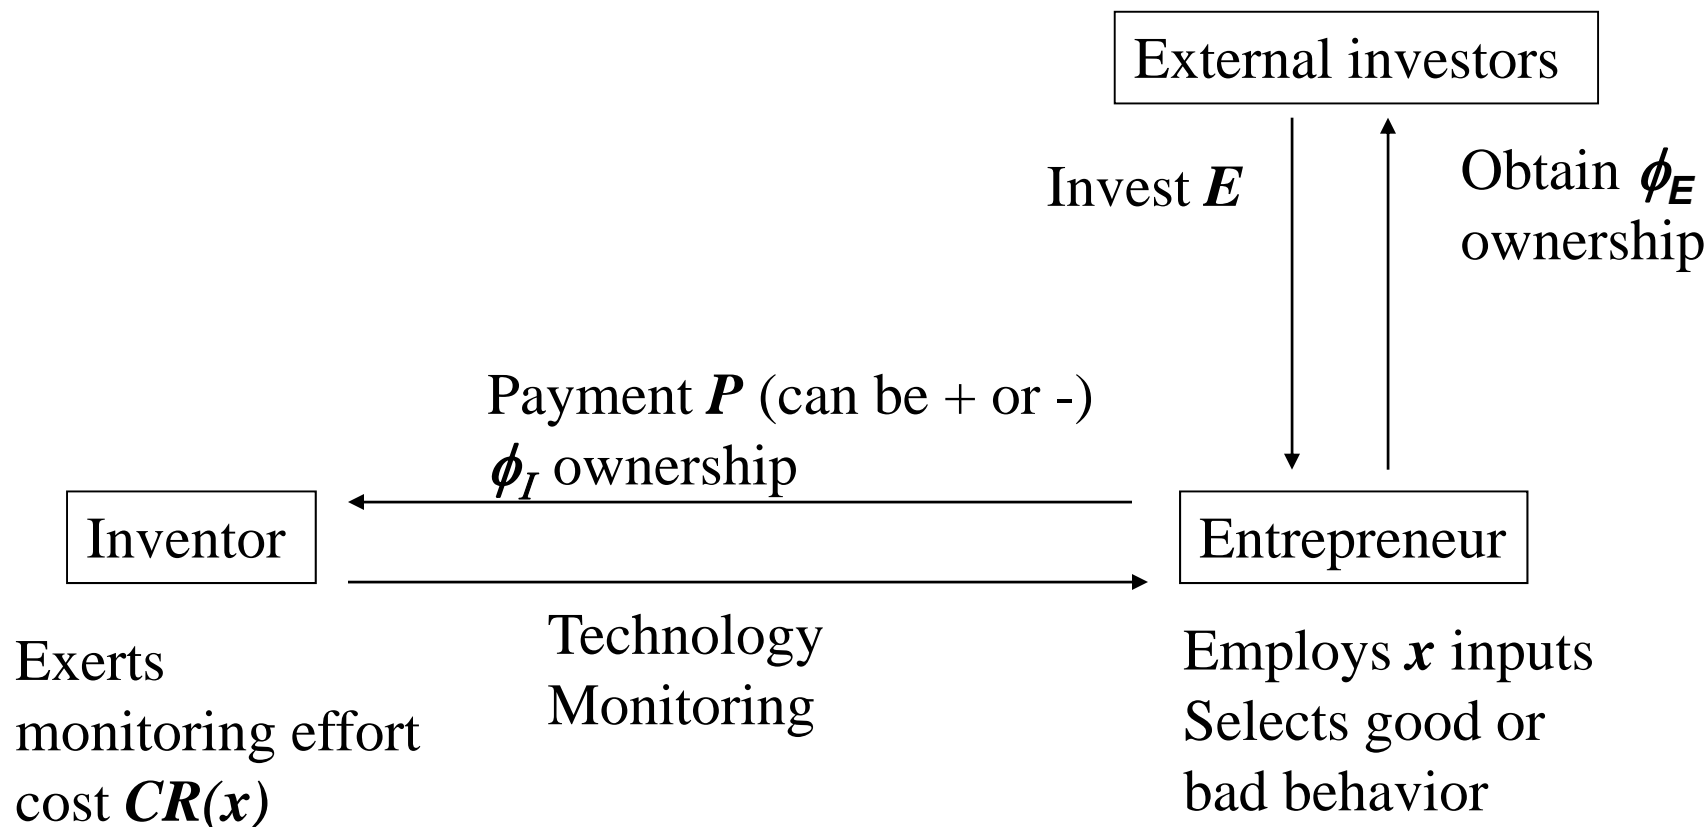 External investors
Invest E
Obtain ϕE
ownership
Payment P (can be + or -)
ϕI ownership
Inventor
Entrepreneur
Technology
Monitoring
Exerts
monitoring effort
cost CR(x)
Employs x inputs
Selects good or
bad behavior